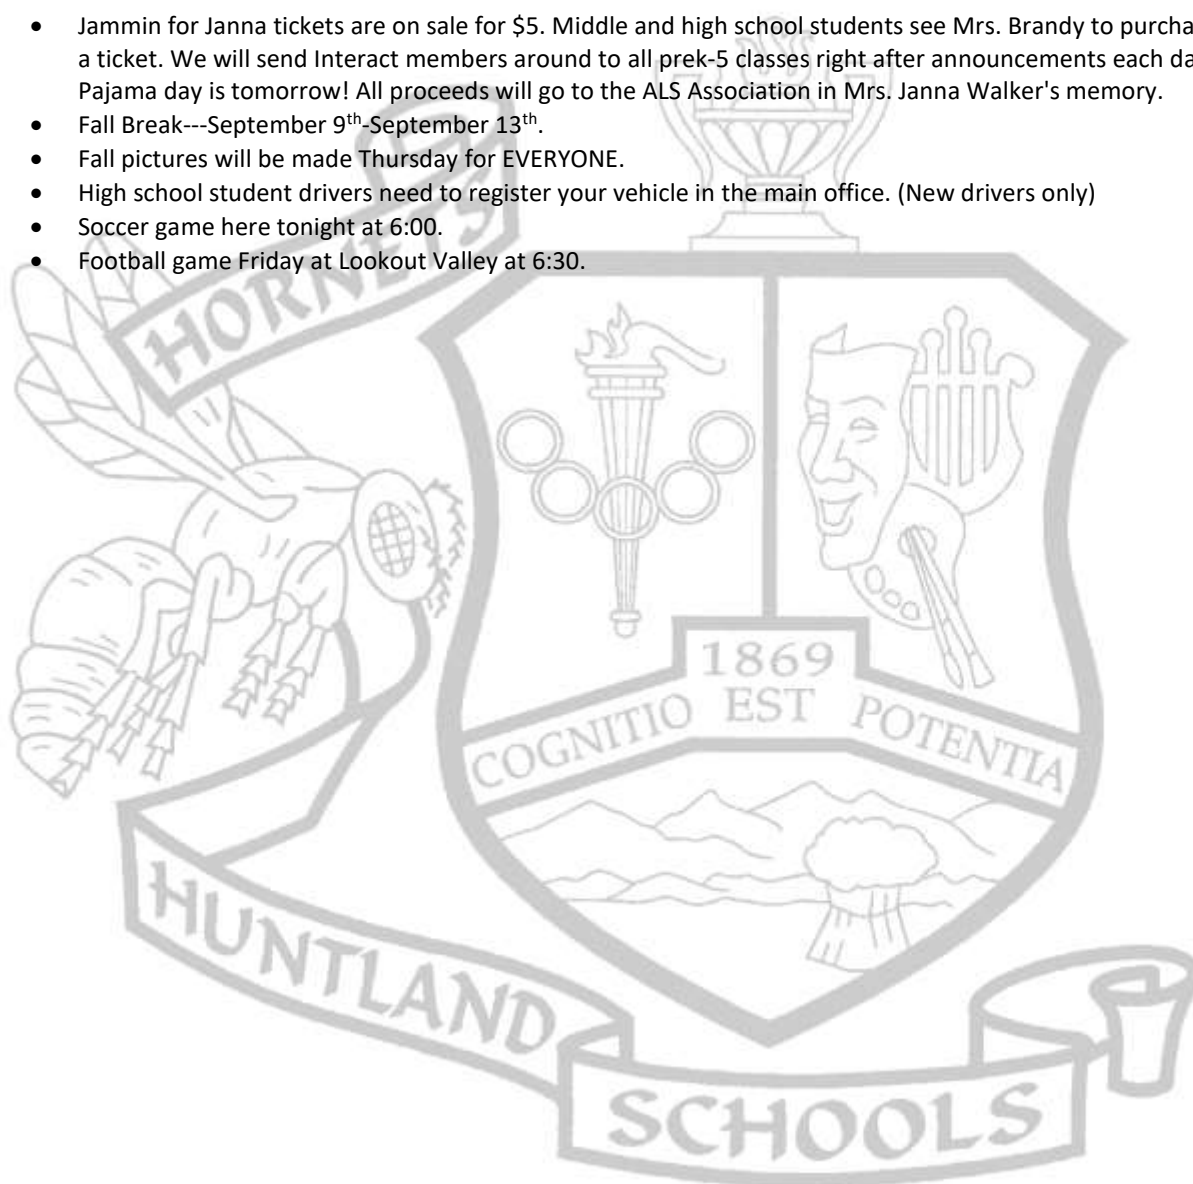 • Jammin for Janna tickets are on sale for $5. Middle and high school students see Mrs. Brandy to purcha
a ticket. We will send Interact members around to all prek-5 classes right after announcements each da
Pajama day is tomorrow! All proceeds will go to the ALS Association in Mrs. Janna Walker's memory.
• Fall Break---September 9th-September 13th.
• Fall pictures will be made Thursday for EVERYONE.
• High school student drivers need to register your vehicle in the main office. (New drivers only)
• Soccer game here tonight at 6:00.
• Football game Friday at Lookout Valley at 6:30.
HORNETS
1869
COGNITIO EST POTENTIA
HUNTLAND
SCHOOLS